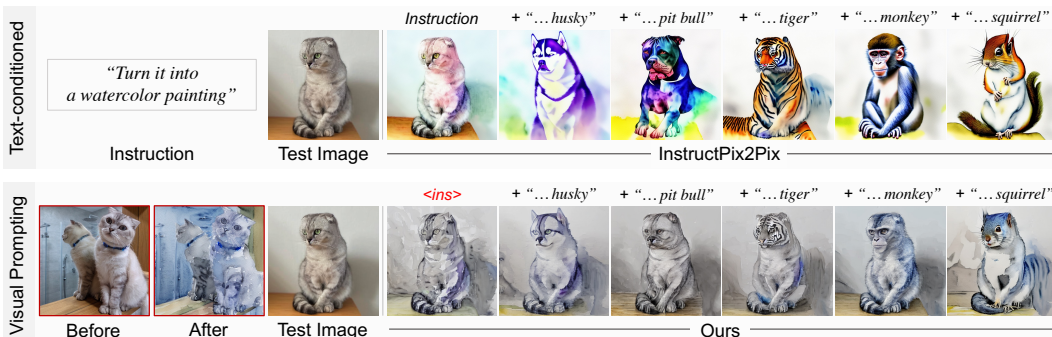 Text-conditioned
“Turn it into
a watercolor painting”
Instruction
Test Image
Instruction
+ “...husky”
+ “...pit bull”
+ “...tiger”
+ “...monkey”
+ “...squirrel”
InstructPix2Pix
Visual Prompting
Before
After
Test Image
<ins>
+ “...husky”
+ “...pit bull”
+ “...tiger”
+ “...monkey”
+ “...squirrel”
Ours